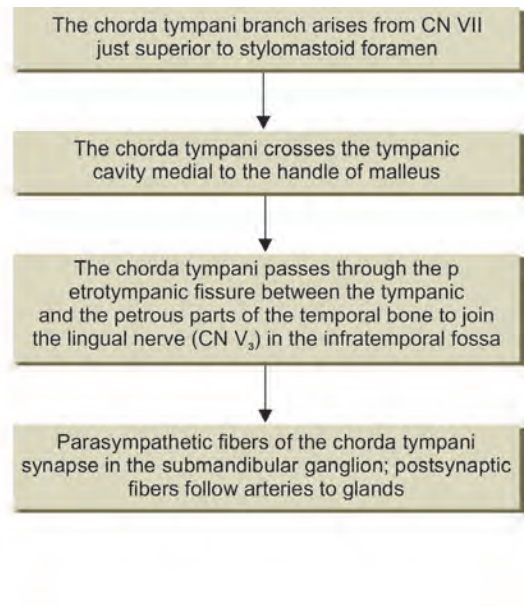 The chorda tympani branch arises from CN VII
just superior to stylomastoid foramen
The chorda tympani crosses the tympanic
cavity medial to the handle of malleus
The chorda tympani passes through the p
etrotympanic fissure between the tympanic
and the petrous parts of the temporal bone to join
the lingual nerve (CN V₃) in the infratemporal fossa
Parasympathetic fibers of the chorda tympani
synapse in the submandibular ganglion; postsynaptic
fibers follow arteries to glands